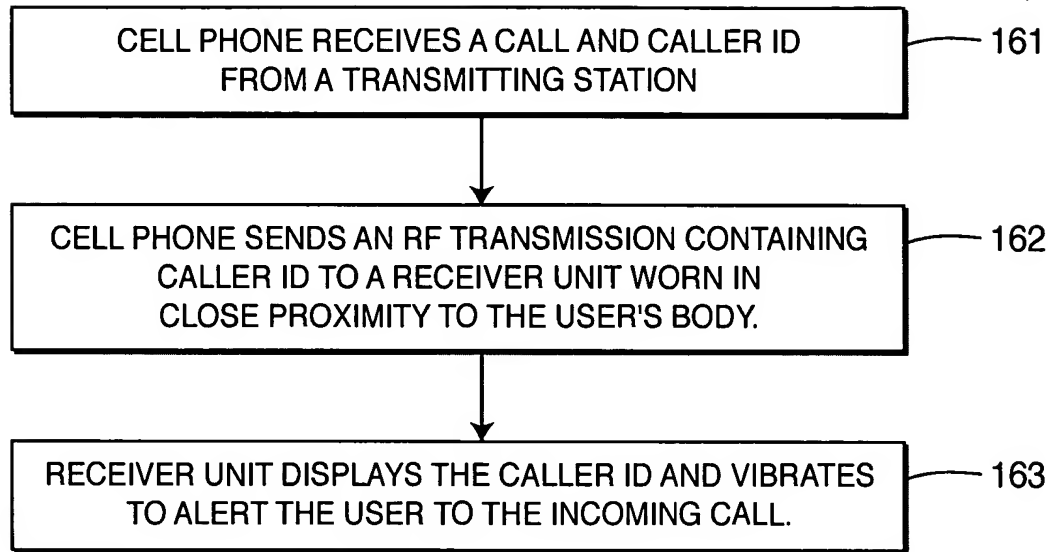 CELL PHONE RECEIVES A CALL AND CALLER ID
FROM A TRANSMITTING STATION
161
CELL PHONE SENDS AN RF TRANSMISSION CONTAINING
CALLER ID TO A RECEIVER UNIT WORN IN
CLOSE PROXIMITY TO THE USER'S BODY.
162
RECEIVER UNIT DISPLAYS THE CALLER ID AND VIBRATES
TO ALERT THE USER TO THE INCOMING CALL.
163